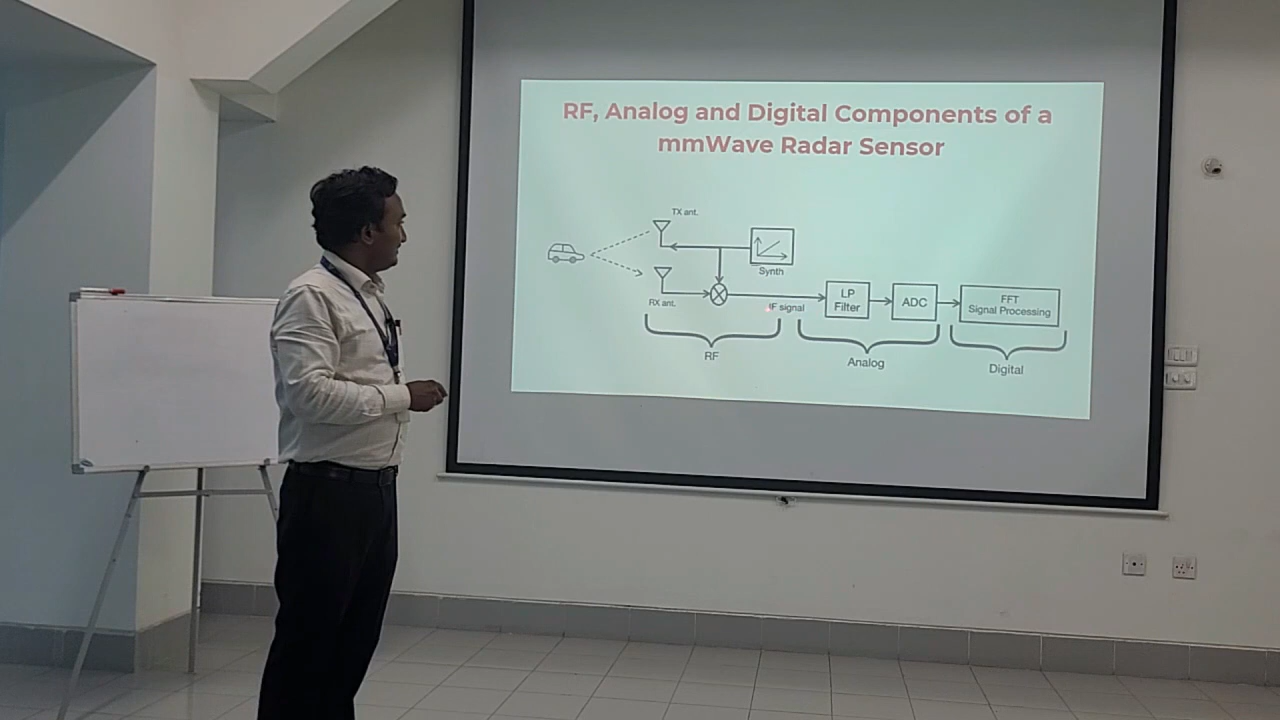 RF, Analog and Digital Components of a
mmWave Radar Sensor
TX ant.
Synth
RX ant.
IF signal
LP
Filter
ADC
FFT
Signal Processing
RF
Analog
Digital